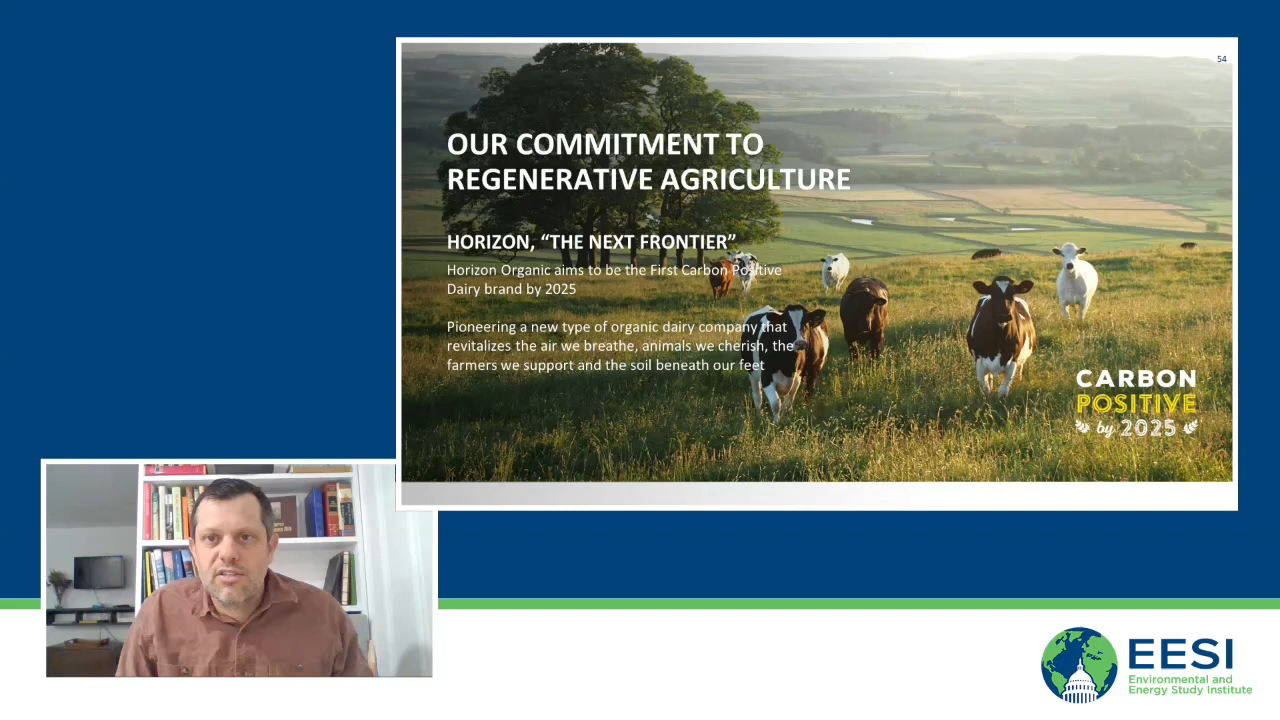 54
OUR COMMITMENT TO
REGENERATIVE AGRICULTURE
HORIZON, “THE NEXT FRONTIER”
Horizon Organic aims to be the First Carbon Positive
Dairy brand by 2025
Pioneering a new type of organic dairy company that
revitalizes the air we breathe, animals we cherish, the
farmers we support and the soil beneath our feet
CARBON
POSITIVE
by 2025
EESI
Environmental and
Energy Study Institute